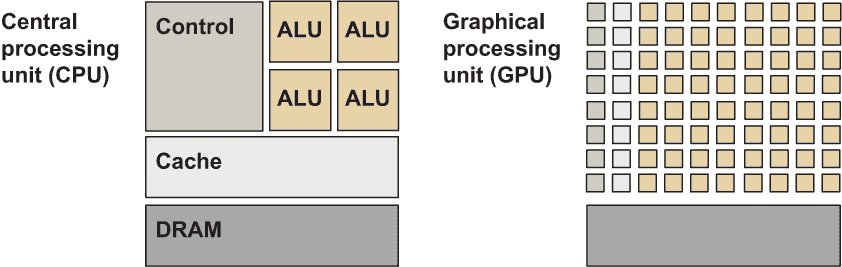 Central
processing
unit (CPU)
Control
ALU ALU
ALU ALU
Cache
DRAM
Graphical
processing
unit (GPU)